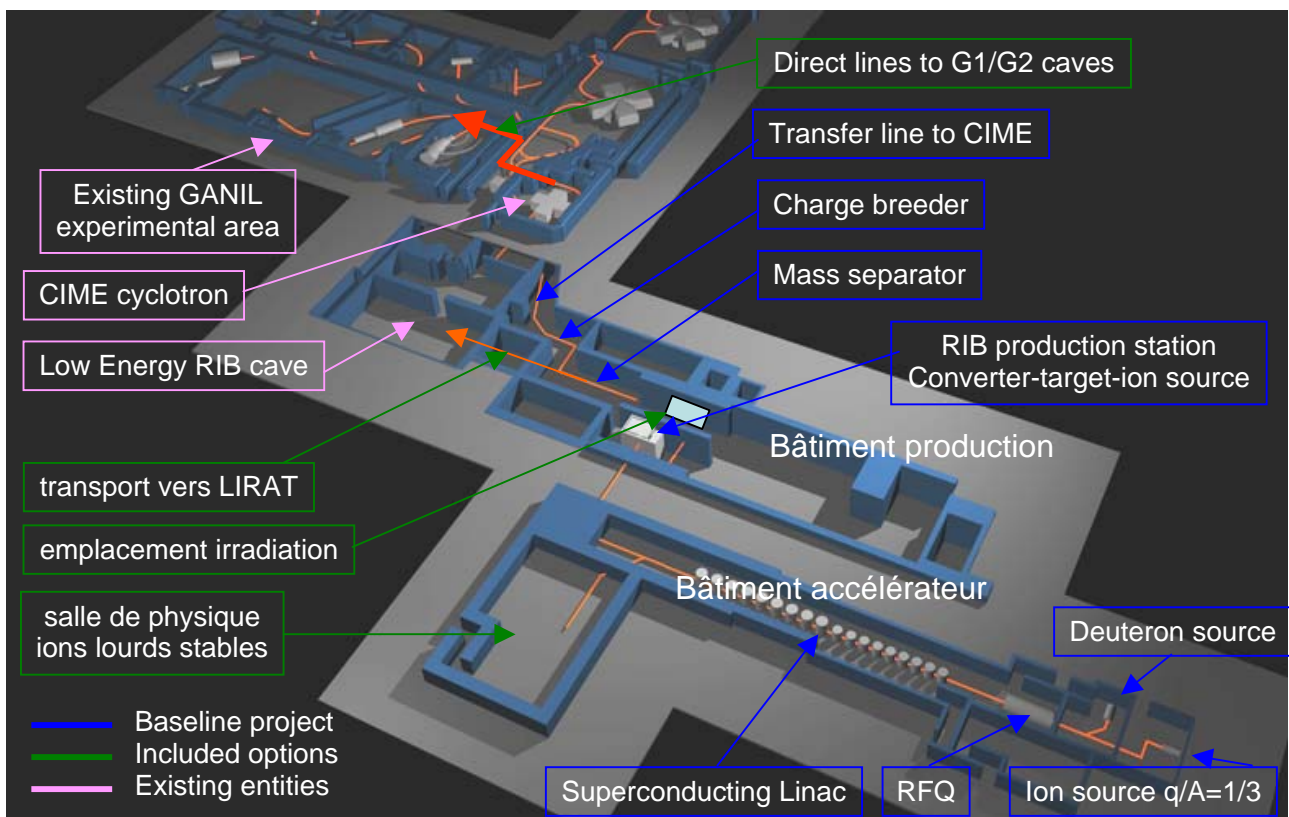 Direct lines to G1/G2 caves
Transfer line to CIME
Existing GANIL
experimental area
Charge breeder
Mass separator
CIME cyclotron
RIB production station
Converter-target-ion source
Low Energy RIB cave
Bâtiment production
transport vers LIRAT
emplacement irradiation
Bâtiment accélérateur
salle de physique
ions lourds stables
Deuteron source
Baseline project
Included options
Existing entities
Superconducting Linac
RFQ
Ion source q/A=1/3